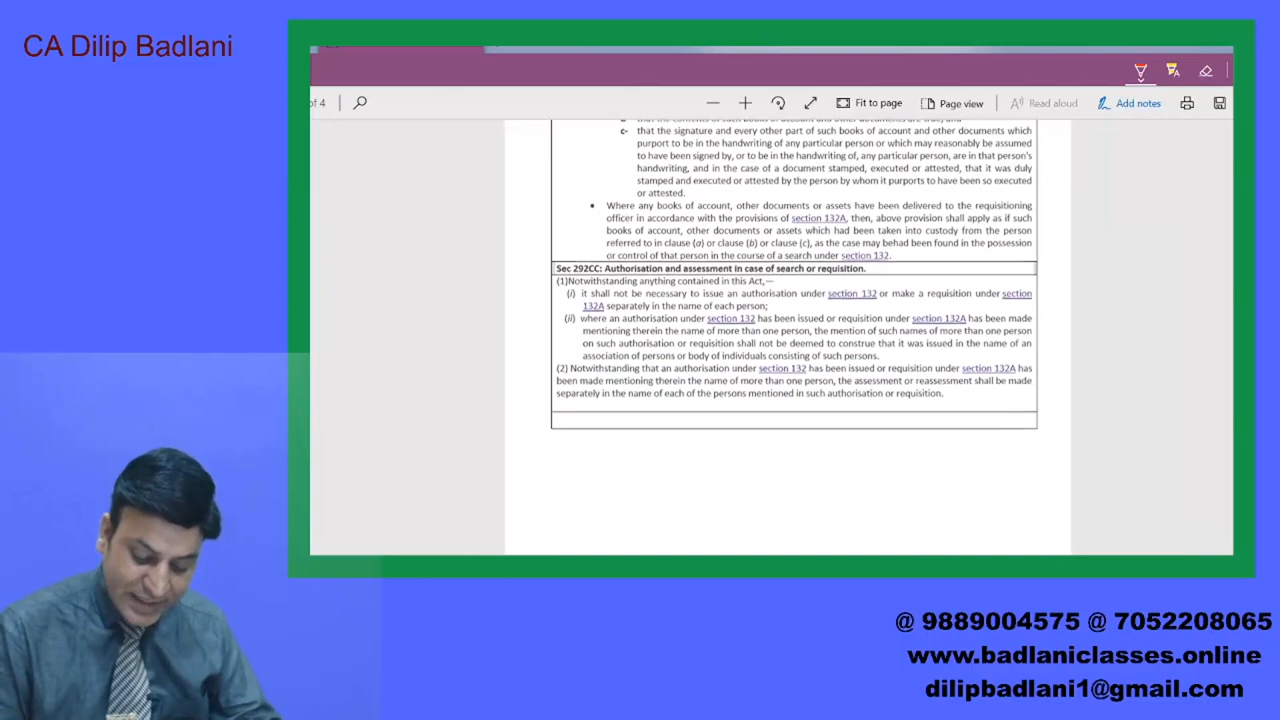 CA Dilip Badlani
of 4
Fit to page
Page view
Read aloud
Add notes
c- that the signature and every other part of such books of account and other documents which
purport to be in the handwriting of any particular person or which may reasonably be assumed
to have been signed by, or to be in the handwriting of, any particular person, are in that person's
handwriting, and in the case of a document stamped, executed or attested, that it was duly
stamped and executed or attested by the person by whom it purports to have been so executed
or attested.
• Where any books of account, other documents or assets have been delivered to the requisitioning
officer in accordance with the provisions of section 132A, then, above provision shall apply as if such
books of account, other documents or assets which had been taken into custody from the person
referred to in clause (a) or clause (b) or clause (c), as the case may behad been found in the possession
or control of that person in the course of a search under section 132.
Sec 292CC: Authorisation and assessment in case of search or requisition.
(1)Notwithstanding anything contained in this Act,—
(i) it shall not be necessary to issue an authorisation under section 132 or make a requisition under section
132A separately in the name of each person;
(ii) where an authorisation under section 132 has been issued or requisition under section 132A has been made
mentioning therein the name of more than one person, the mention of such names of more than one person
on such authorisation or requisition shall not be deemed to construe that it was issued in the name of an
association of persons or body of individuals consisting of such persons.
(2) Notwithstanding that an authorisation under section 132 has been issued or requisition under section 132A has
been made mentioning therein the name of more than one person, the assessment or reassessment shall be made
separately in the name of each of the persons mentioned in such authorisation or requisition.
@ 9889004575 @ 7052208065
www.badlaniclasses.online
dilipbadlani1@gmail.com